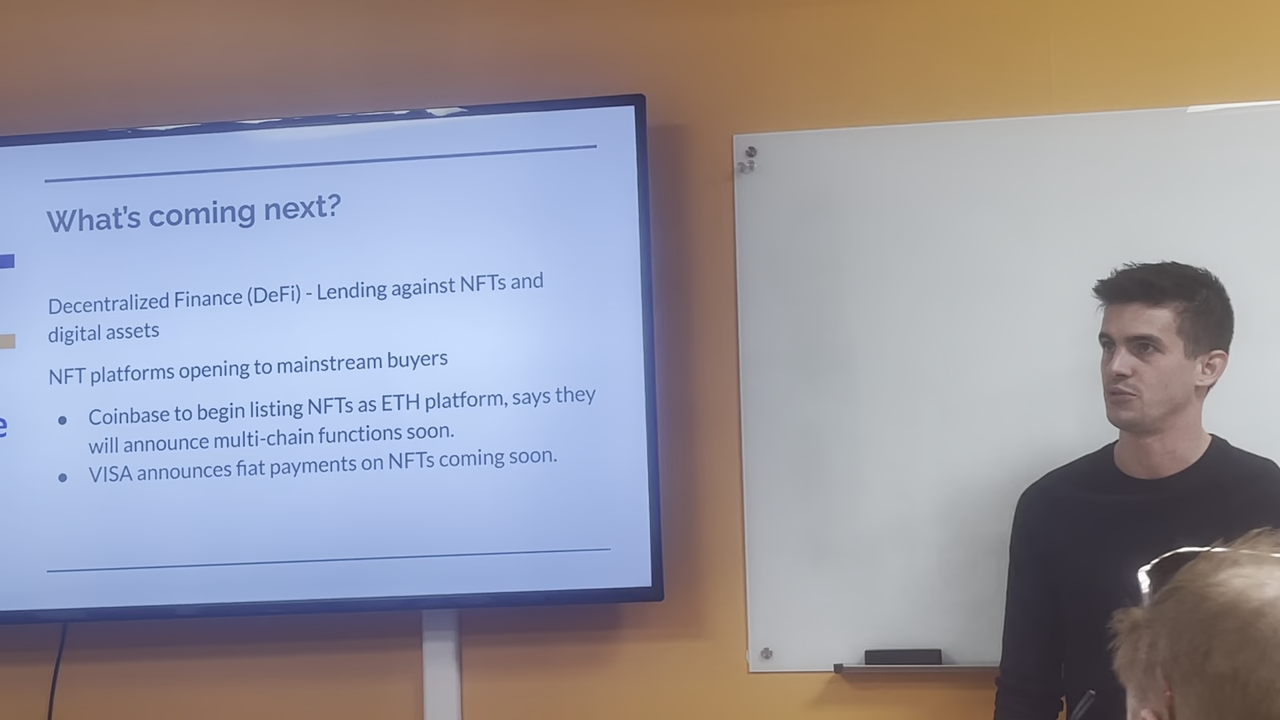 What's coming next?
Decentralized Finance (DeFi) - Lending against NFTs and
digital assets
NFT platforms opening to mainstream buyers
● Coinbase to begin listing NFTs as ETH platform, says they
will announce multi-chain functions soon.
● VISA announces fiat payments on NFTs coming soon.